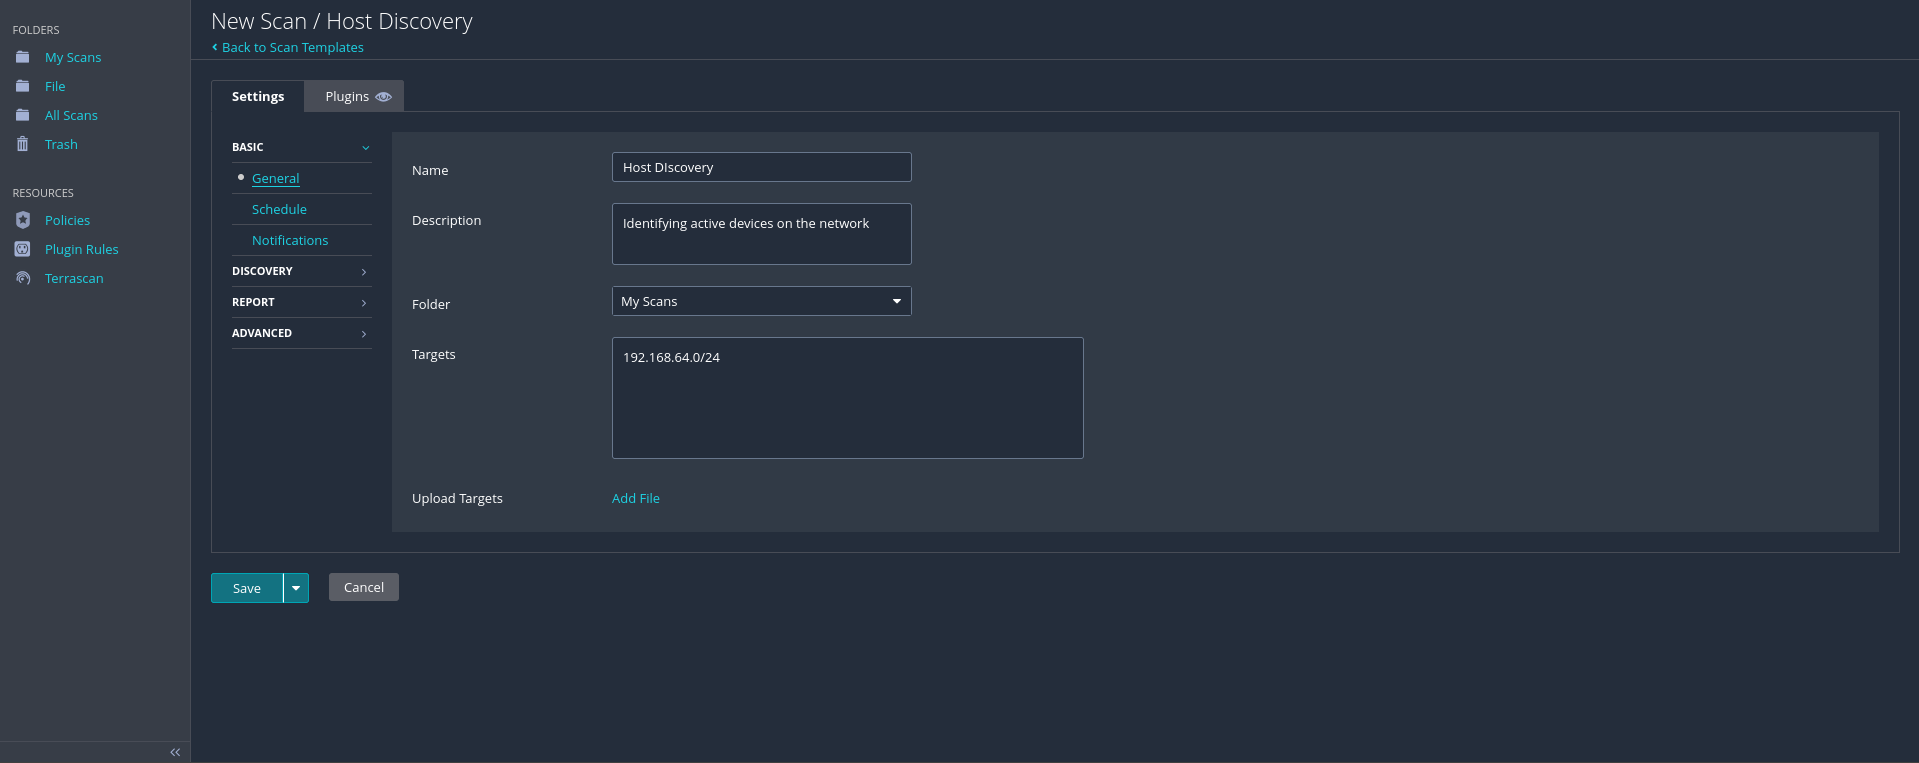 New Scan / Host Discovery
Back to Scan Templates
FOLDERS
My Scans
File
All Scans
Trash
RESOURCES
Policies
Plugin Rules
Terrascan
Settings
Plugins
BASIC
General
Schedule
Notifications
DISCOVERY
REPORT
ADVANCED
Name
Host DIscovery
Description
Identifying active devices on the network
Folder
My Scans
Targets
192.168.64.0/24
Upload Targets
Add File
Save
Cancel